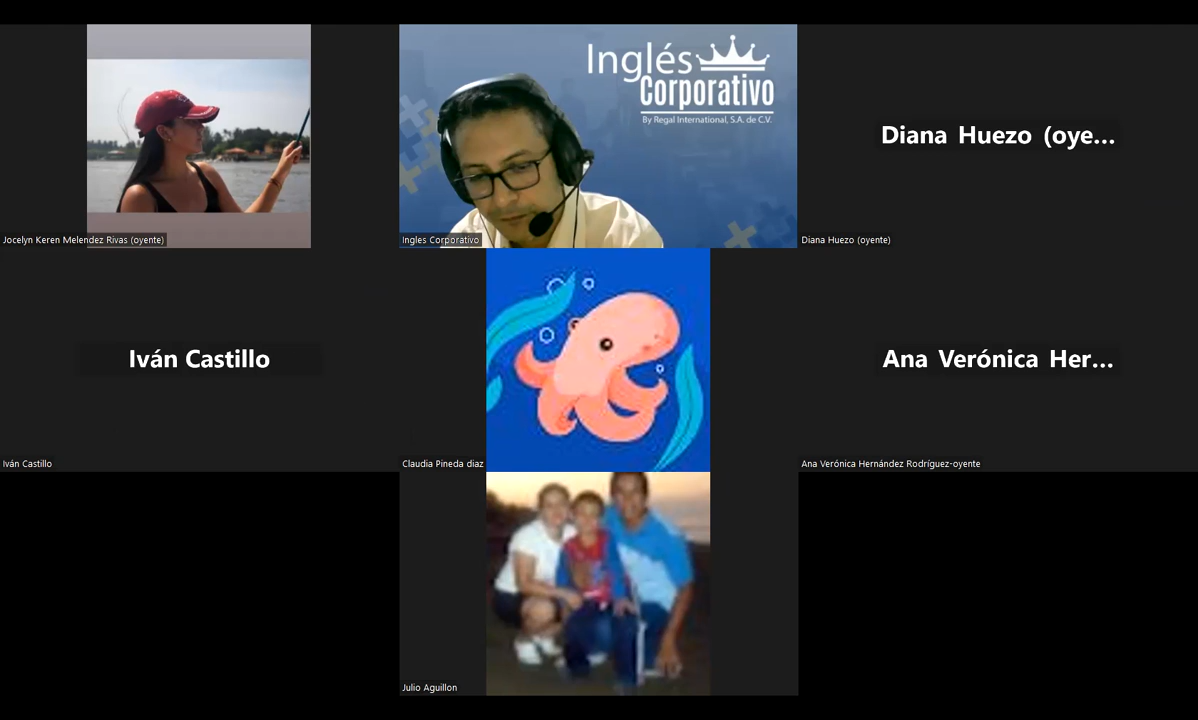 Inglés
Corporativo
By Regal International, S.A. de C.V.
Diana Huezo (oye...
Jocelyn Keren Melendez Rivas (oyente)
Ingles Corporativo
Diana Huezo (oyente)
Iván Castillo
Ana Verónica Her...
Iván Castillo
Claudia Pineda diaz
Ana Verónica Hernández Rodríguez-oyente
Julio Aguillon